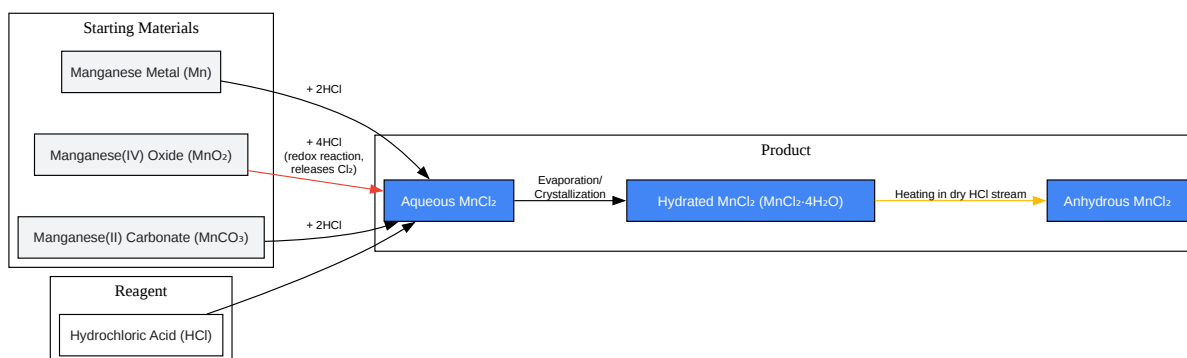 Starting Materials
Manganese Metal (Mn)
+ 2HCl
Manganese(IV) Oxide (MnO₂)
+ 4HCl
(redox reaction,
releases Cl₂)
Manganese(II) Carbonate (MnCO₃)
+ 2HCl
Reagent
Hydrochloric Acid (HCl)
Product
Aqueous MnCl₂
Evaporation/
Crystallization
Hydrated MnCl₂ (MnCl₂·4H₂O)
Heating in dry HCl stream
Anhydrous MnCl₂